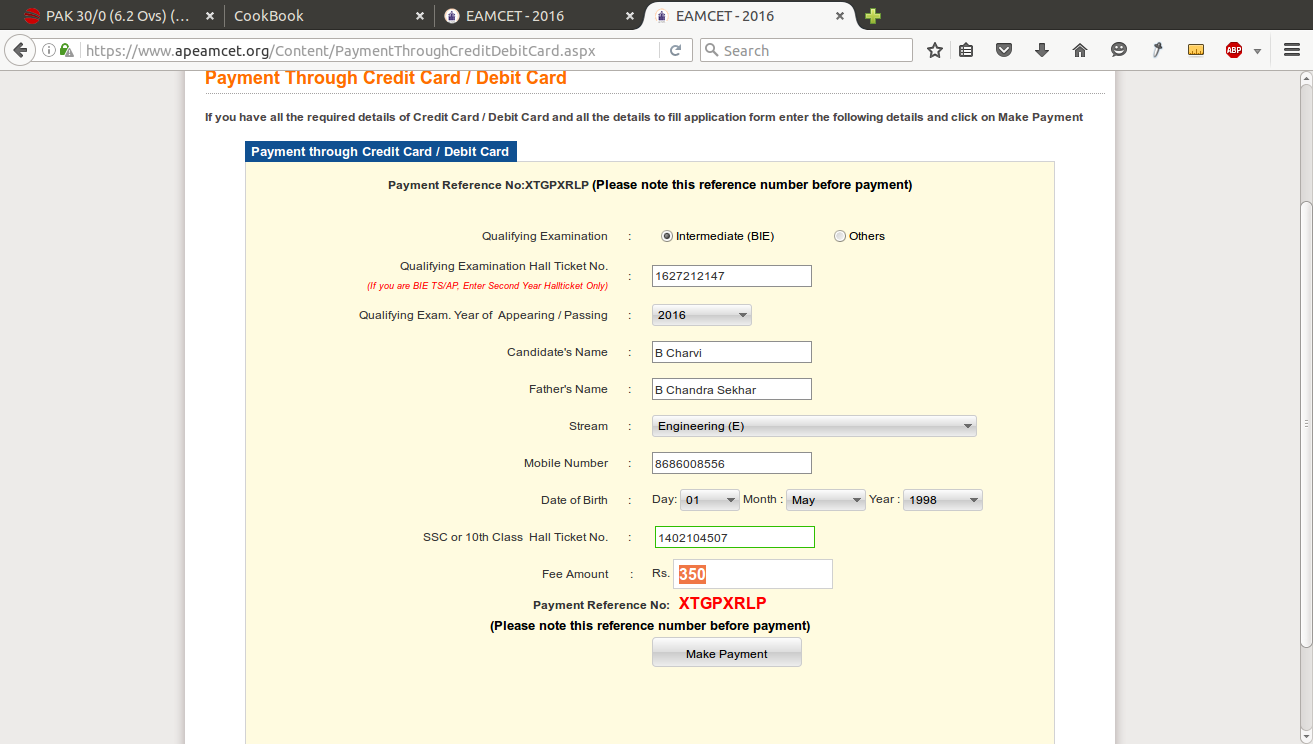 PAK 30/0 (6.2 Ovs) (...
CookBook
EAMCET - 2016
EAMCET - 2016
https://www.apeamcet.org/Content/PaymentThroughCreditDebitCard.aspx
Search
ABP
Payment Through Credit Card / Debit Card
If you have all the required details of Credit Card / Debit Card and all the details to fill application form enter the following details and click on Make Payment
Payment through Credit Card / Debit Card
Payment Reference No:XTGPXRLP (Please note this reference number before payment)
Qualifying Examination : Intermediate (BIE) Others
Qualifying Examination Hall Ticket No. : 1627212147
(If you are BIE TS/AP, Enter Second Year Hallticket Only)
Qualifying Exam. Year of Appearing / Passing : 2016
Candidate's Name : B Charvi
Father's Name : B Chandra Sekhar
Stream : Engineering (E)
Mobile Number : 8686008556
Date of Birth : Day: 01 Month : May Year : 1998
SSC or 10th Class Hall Ticket No. : 1402104507
Fee Amount : Rs. 350
Payment Reference No: XTGPXRLP
(Please note this reference number before payment)
Make Payment